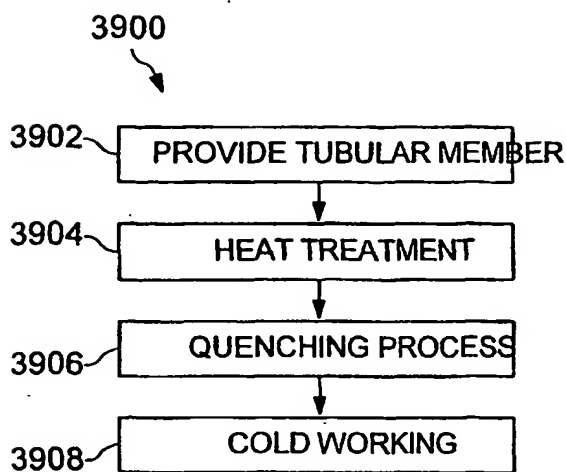 3900
3902 PROVIDE TUBULAR MEMBER
3904 HEAT TREATMENT
3906 QUENCHING PROCESS
3908 COLD WORKING